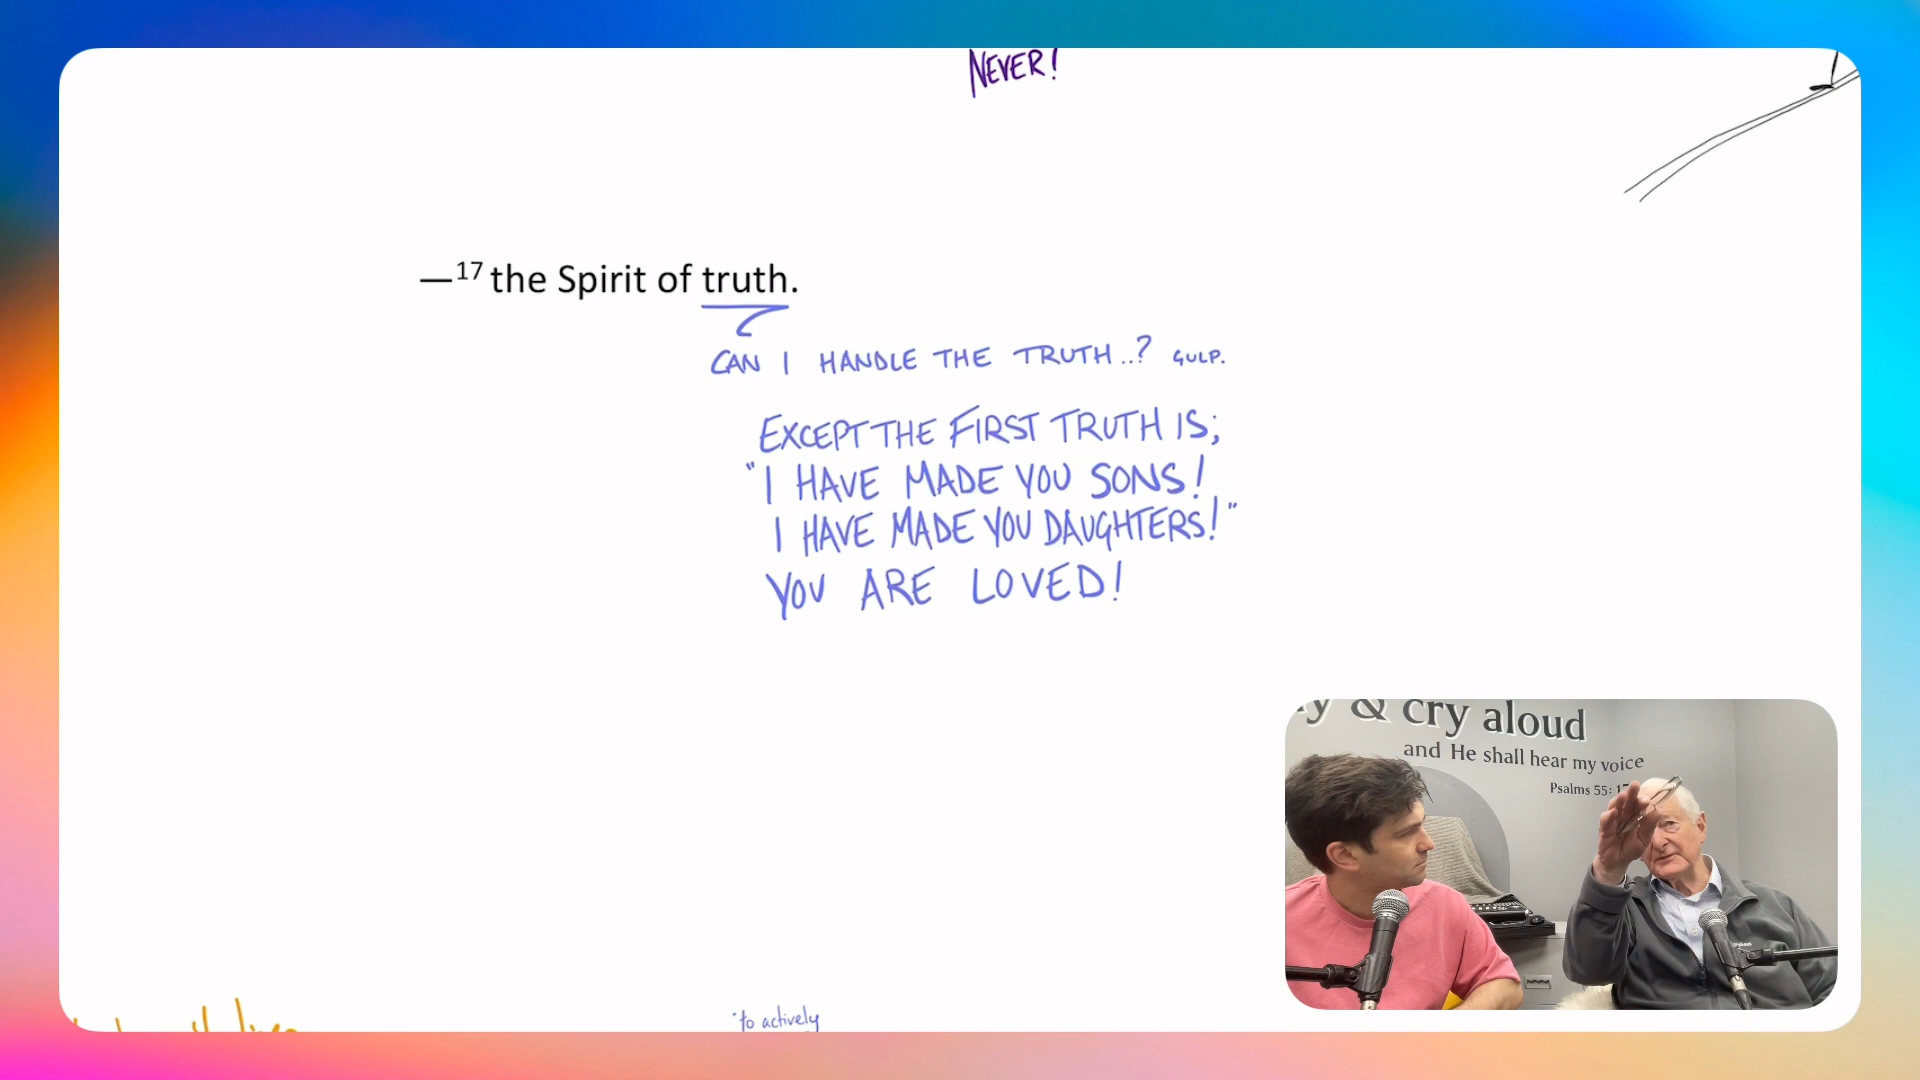 NEVER!
—17 the Spirit of truth.
CAN I HANDLE THE TRUTH..? GULP.
EXCEPT THE FIRST TRUTH IS;
"I HAVE MADE YOU SONS!
I HAVE MADE YOU DAUGHTERS!"
YOU ARE LOVED!
& cry aloud
and He shall hear my voice
Psalms 55:
"to actively